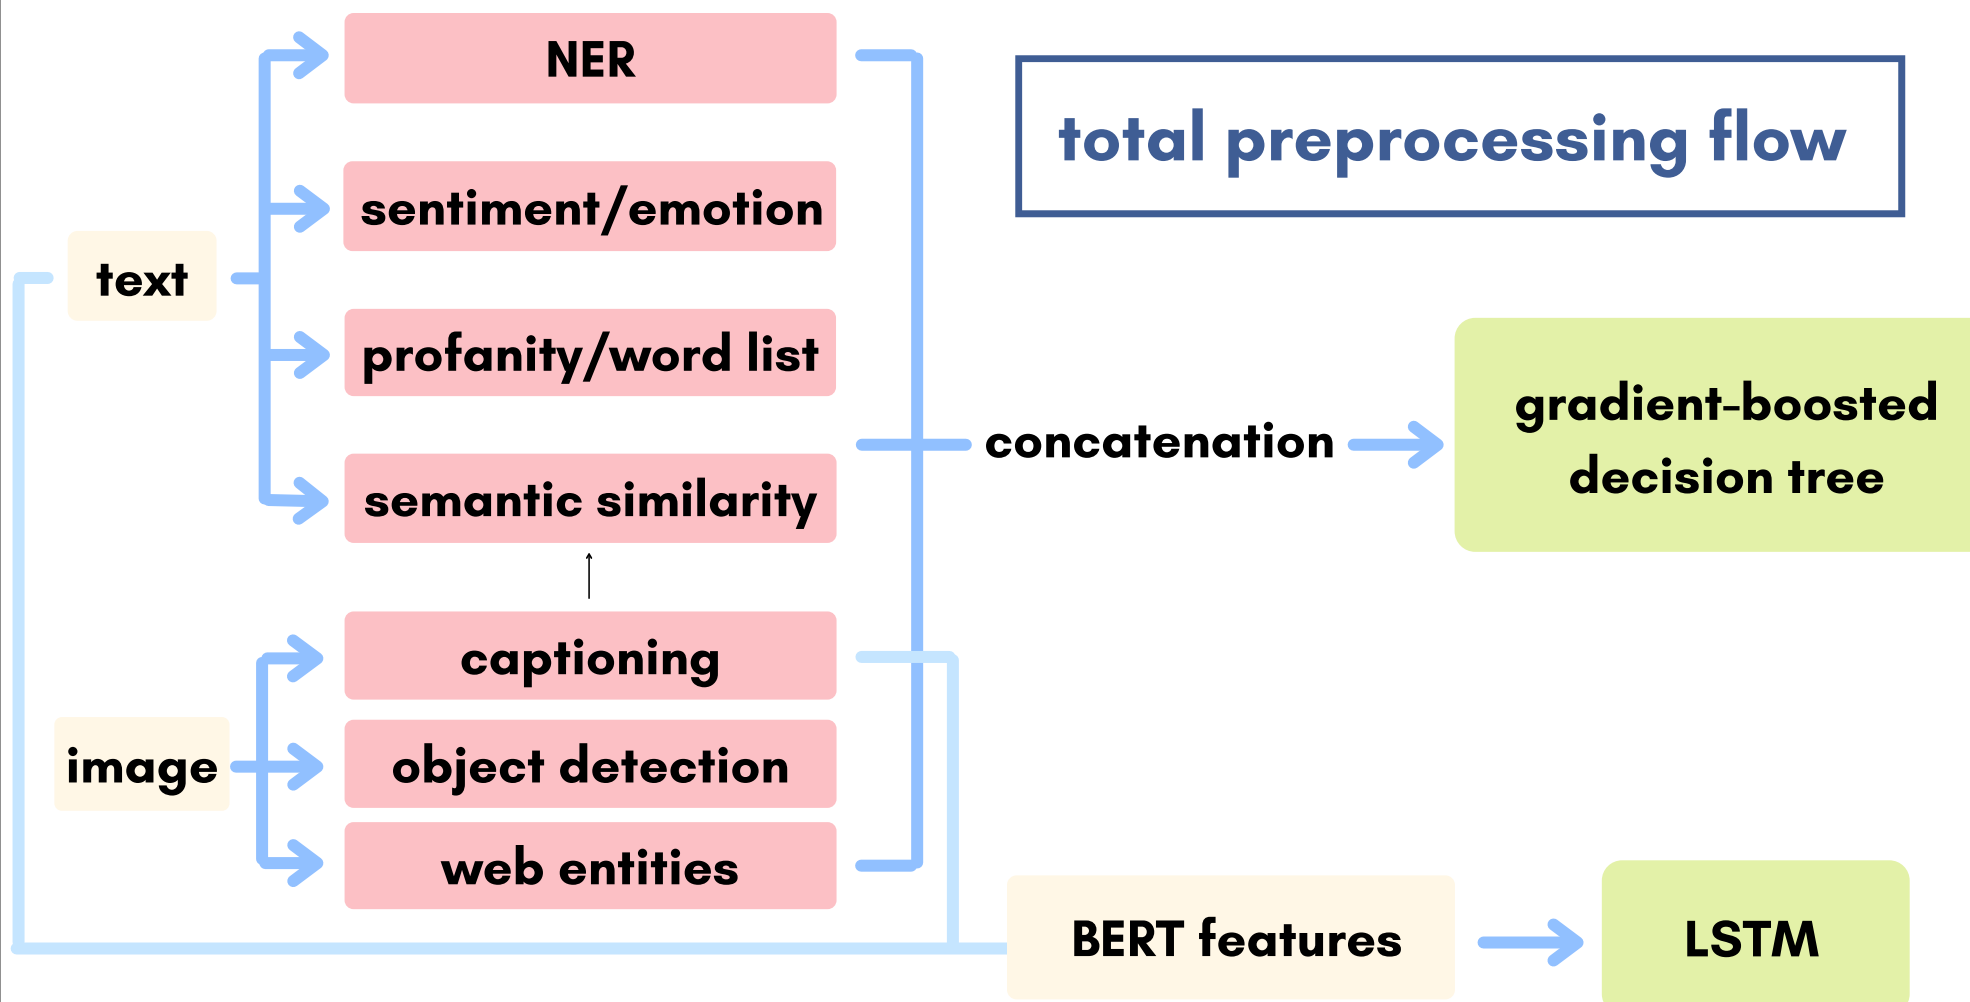 NER
total preprocessing flow
sentiment/emotion
text
profanity/word list
gradient-boosted
decision tree
concatenation
semantic similarity
captioning
image
object detection
web entities
BERT features
LSTM